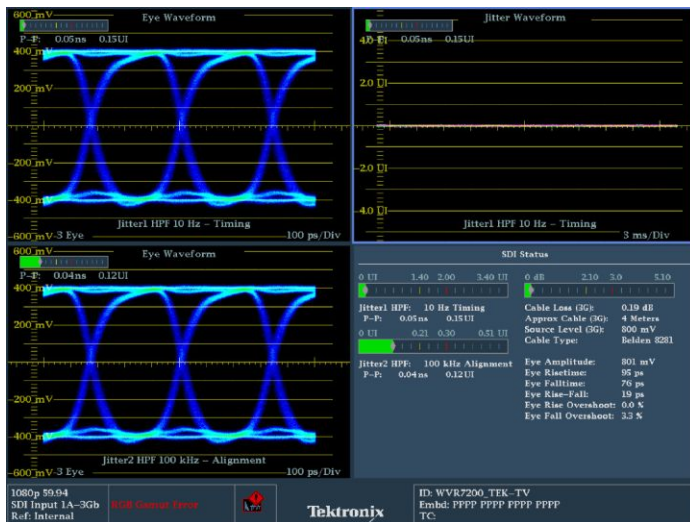 600 mV
Eye Waveform
P-P: 0.05ns 0.15UI
400 mV
200 mV
-200 mV
-400 mV
Jitter1 HPF 10 Hz - Timing
-600 mV-3 Eye
100 ps/Div
Jitter Waveform
P-P: 0.05ns 0.15UI
4.0 UI
2.0 UI
-2.0 UI
-4.0 UI
Jitter1 HPF 10 Hz - Timing
3 ms/Div
600 mV
Eye Waveform
P-P: 0.04ns 0.12UI
400 mV
200 mV
-200 mV
-400 mV
Jitter2 HPF 100 kHz - Alignment
-600 mV-3 Eye
100 ps/Div
SDI Status
0 UI 1.40 2.00 3.40 UI
Jitter1 HPF: 10 Hz Timing
P-P: 0.05ns 0.15UI
0 UI 0.21 0.30 0.51 UI
Jitter2 HPF: 100 kHz Alignment
P-P: 0.04ns 0.12UI
0 dB 2.10 3.0 5.10
Cable Loss (3G): 0.19 dB
Approx Cable (3G): 4 Meters
Source Level (3G): 800 mV
Cable Type: Belden 8281
Eye Amplitude: 801 mV
Eye Risetime: 95 ps
Eye Falltime: 76 ps
Eye Rise-Fall: 19 ps
Eye Rise Overshoot: 0.0 %
Eye Fall Overshoot: 3.3 %
1080p 59.94
SDI Input 1A-3Gb
Ref: Internal
RGB Gamut Error
Tektronix
ID: WVR7200_TEK-TV
Embd: PPPP PPPP PPPP PPPP
TC: